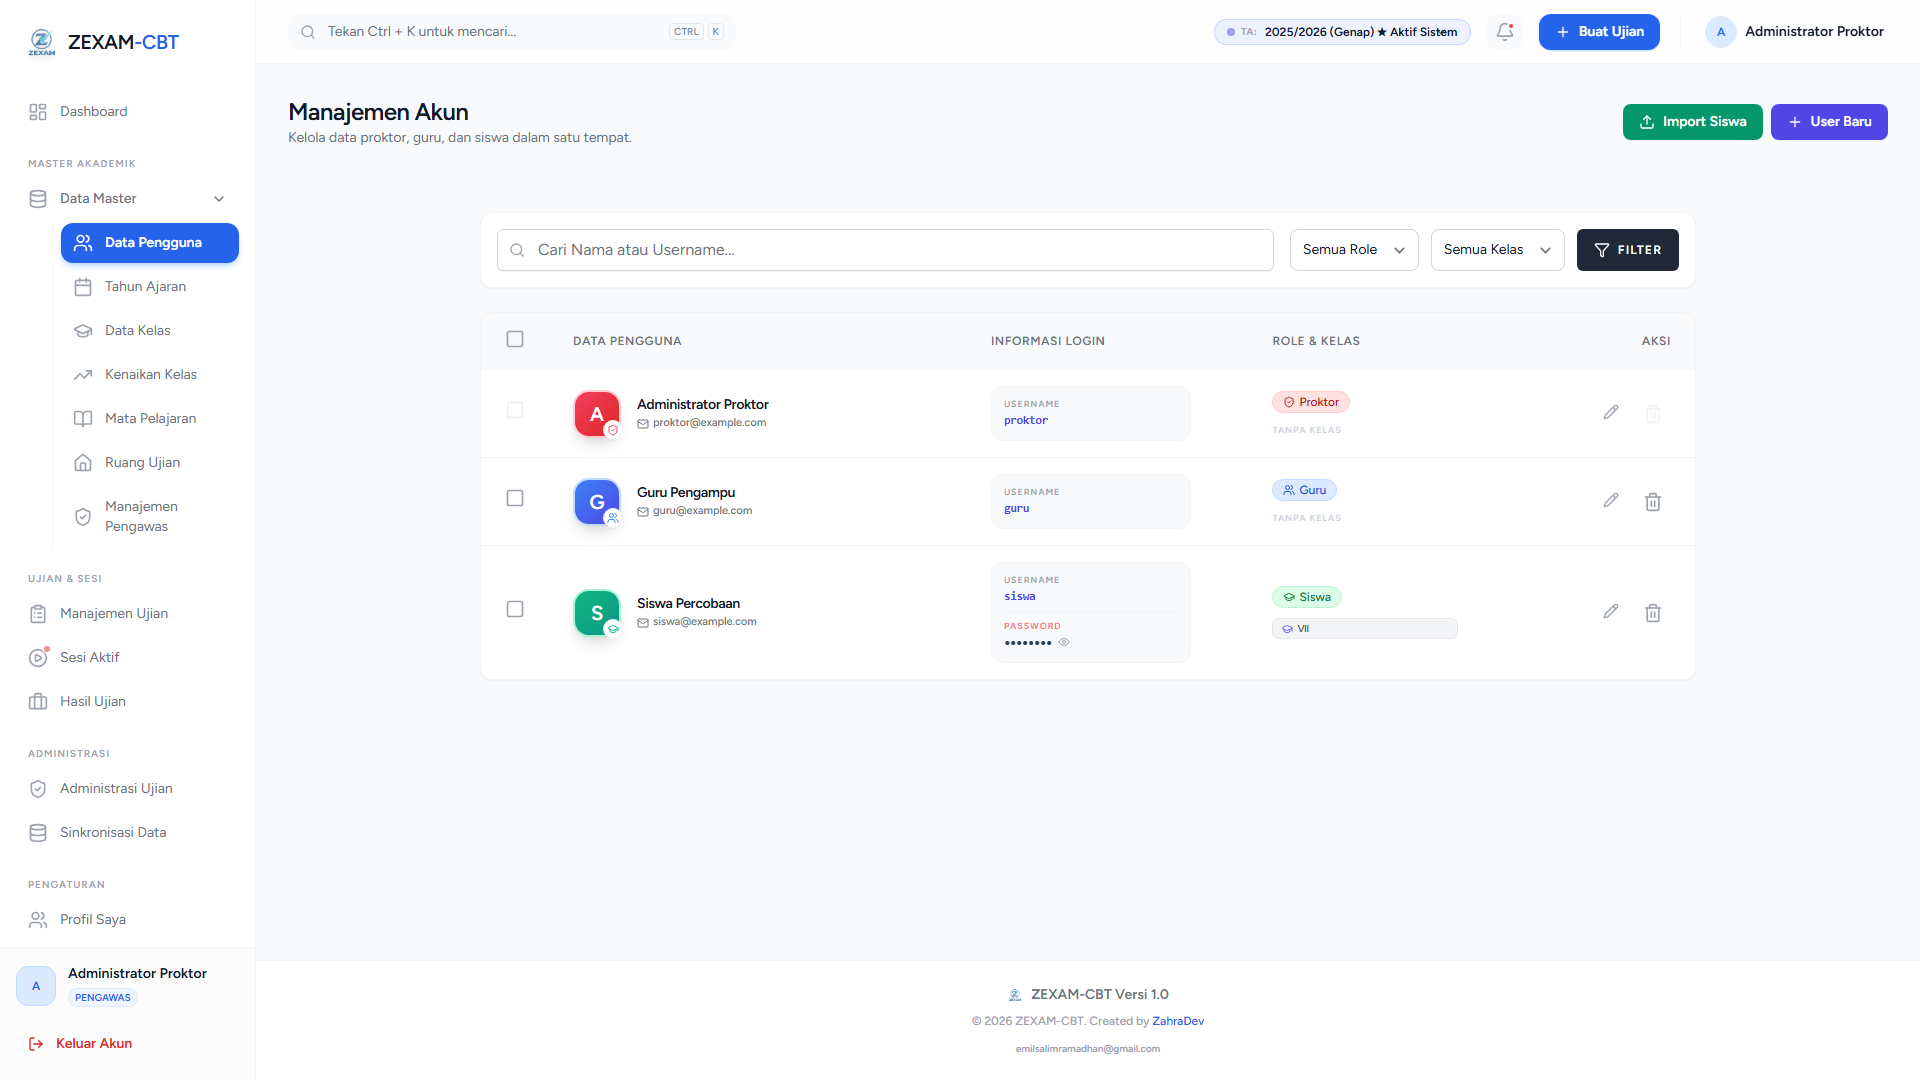 ZEXAM
ZEXAM-CBT
Tekan Ctrl + K untuk mencari...
CTRL
K
TA:
2025/2026 (Genap) ★ Aktif Sistem
+ Buat Ujian
A
Administrator Proktor
Dashboard
MASTER AKADEMIK
Data Master
Data Pengguna
Tahun Ajaran
Data Kelas
Kenaikan Kelas
Mata Pelajaran
Ruang Ujian
Manajemen
Pengawas
UJIAN & SESI
Manajemen Ujian
Sesi Aktif
Hasil Ujian
ADMINISTRASI
Administrasi Ujian
Sinkronisasi Data
PENGATURAN
Profil Saya
A
Administrator Proktor
PENGAWAS
Keluar Akun
Manajemen Akun
Kelola data proktor, guru, dan siswa dalam satu tempat.
Import Siswa
+ User Baru
Cari Nama atau Username...
Semua Role
Semua Kelas
FILTER
DATA PENGGUNA
INFORMASI LOGIN
ROLE & KELAS
AKSI
A
Administrator Proktor
proktor@example.com
USERNAME
proktor
Proktor
TANPA KELAS
G
Guru Pengampu
guru@example.com
USERNAME
guru
Guru
TANPA KELAS
S
Siswa Percobaan
siswa@example.com
USERNAME
siswa
PASSWORD
••••••••
Siswa
VII
ZEXAM-CBT Versi 1.0
© 2026 ZEXAM-CBT. Created by ZahraDev
emilsalimramadhan@gmail.com